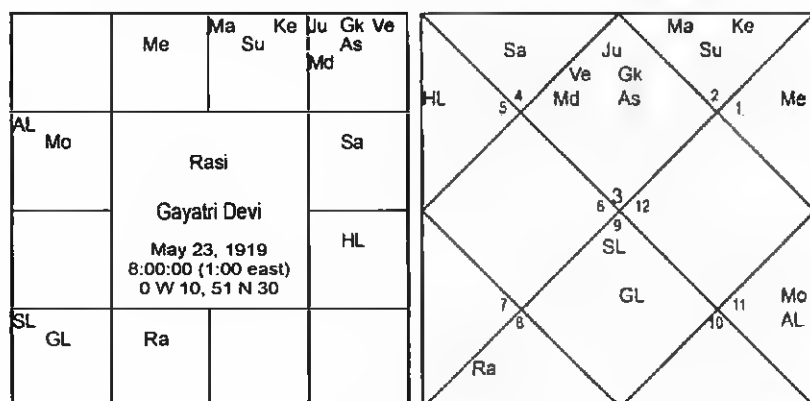 Me
Ma Ke
Su
Ju Gk Ve
As
Md
AL
Mo
Sa
Rasi
Gayatri Devi
May 23, 1919
8:00:00 (1:00 east)
0 W 10, 51 N 30
HL
SL
GL
Ra
Ma Ke
Sa Ju Su
Ve Gk
HL 4 Md As 2 Me
5 1
3
6 12
9
SL
GL Mo
7 11
8 10 AL
Ra